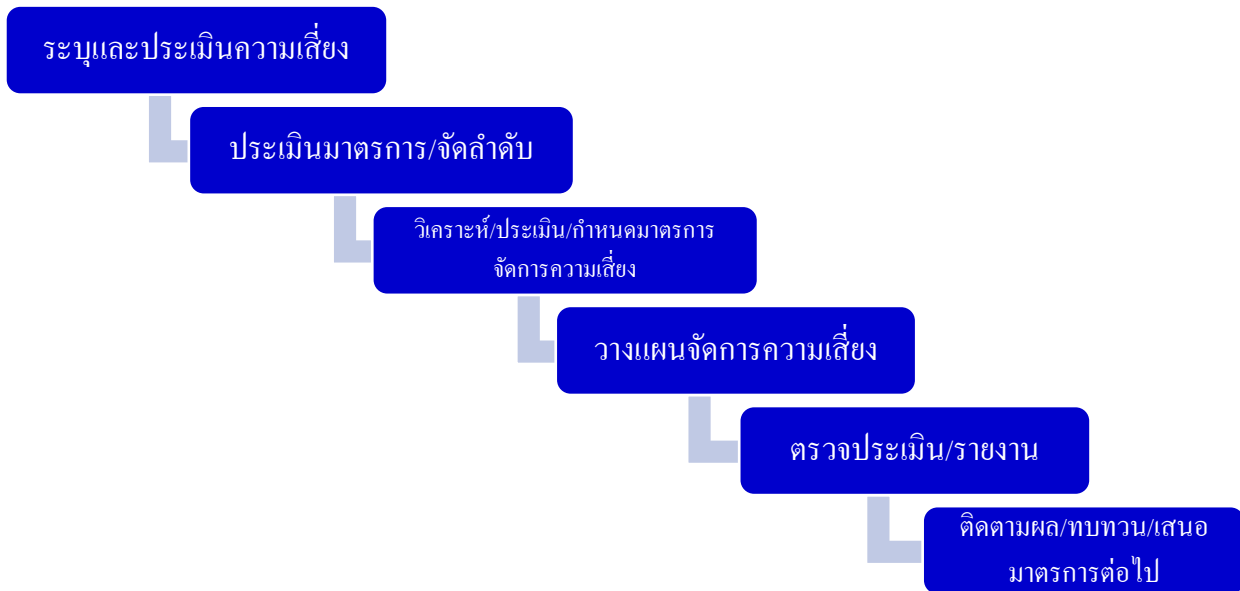 ระบุและประเมินความเสี่ยง
ประเมินมาตรการ/จัดลำดับ
วิเคราะห์/ประเมิน/กำหนดมาตรการ
จัดการความเสี่ยง
วางแผนจัดการความเสี่ยง
ตรวจประเมิน/รายงาน
ติดตามผล/ทบทวน/เสนอ
มาตรการต่อไป